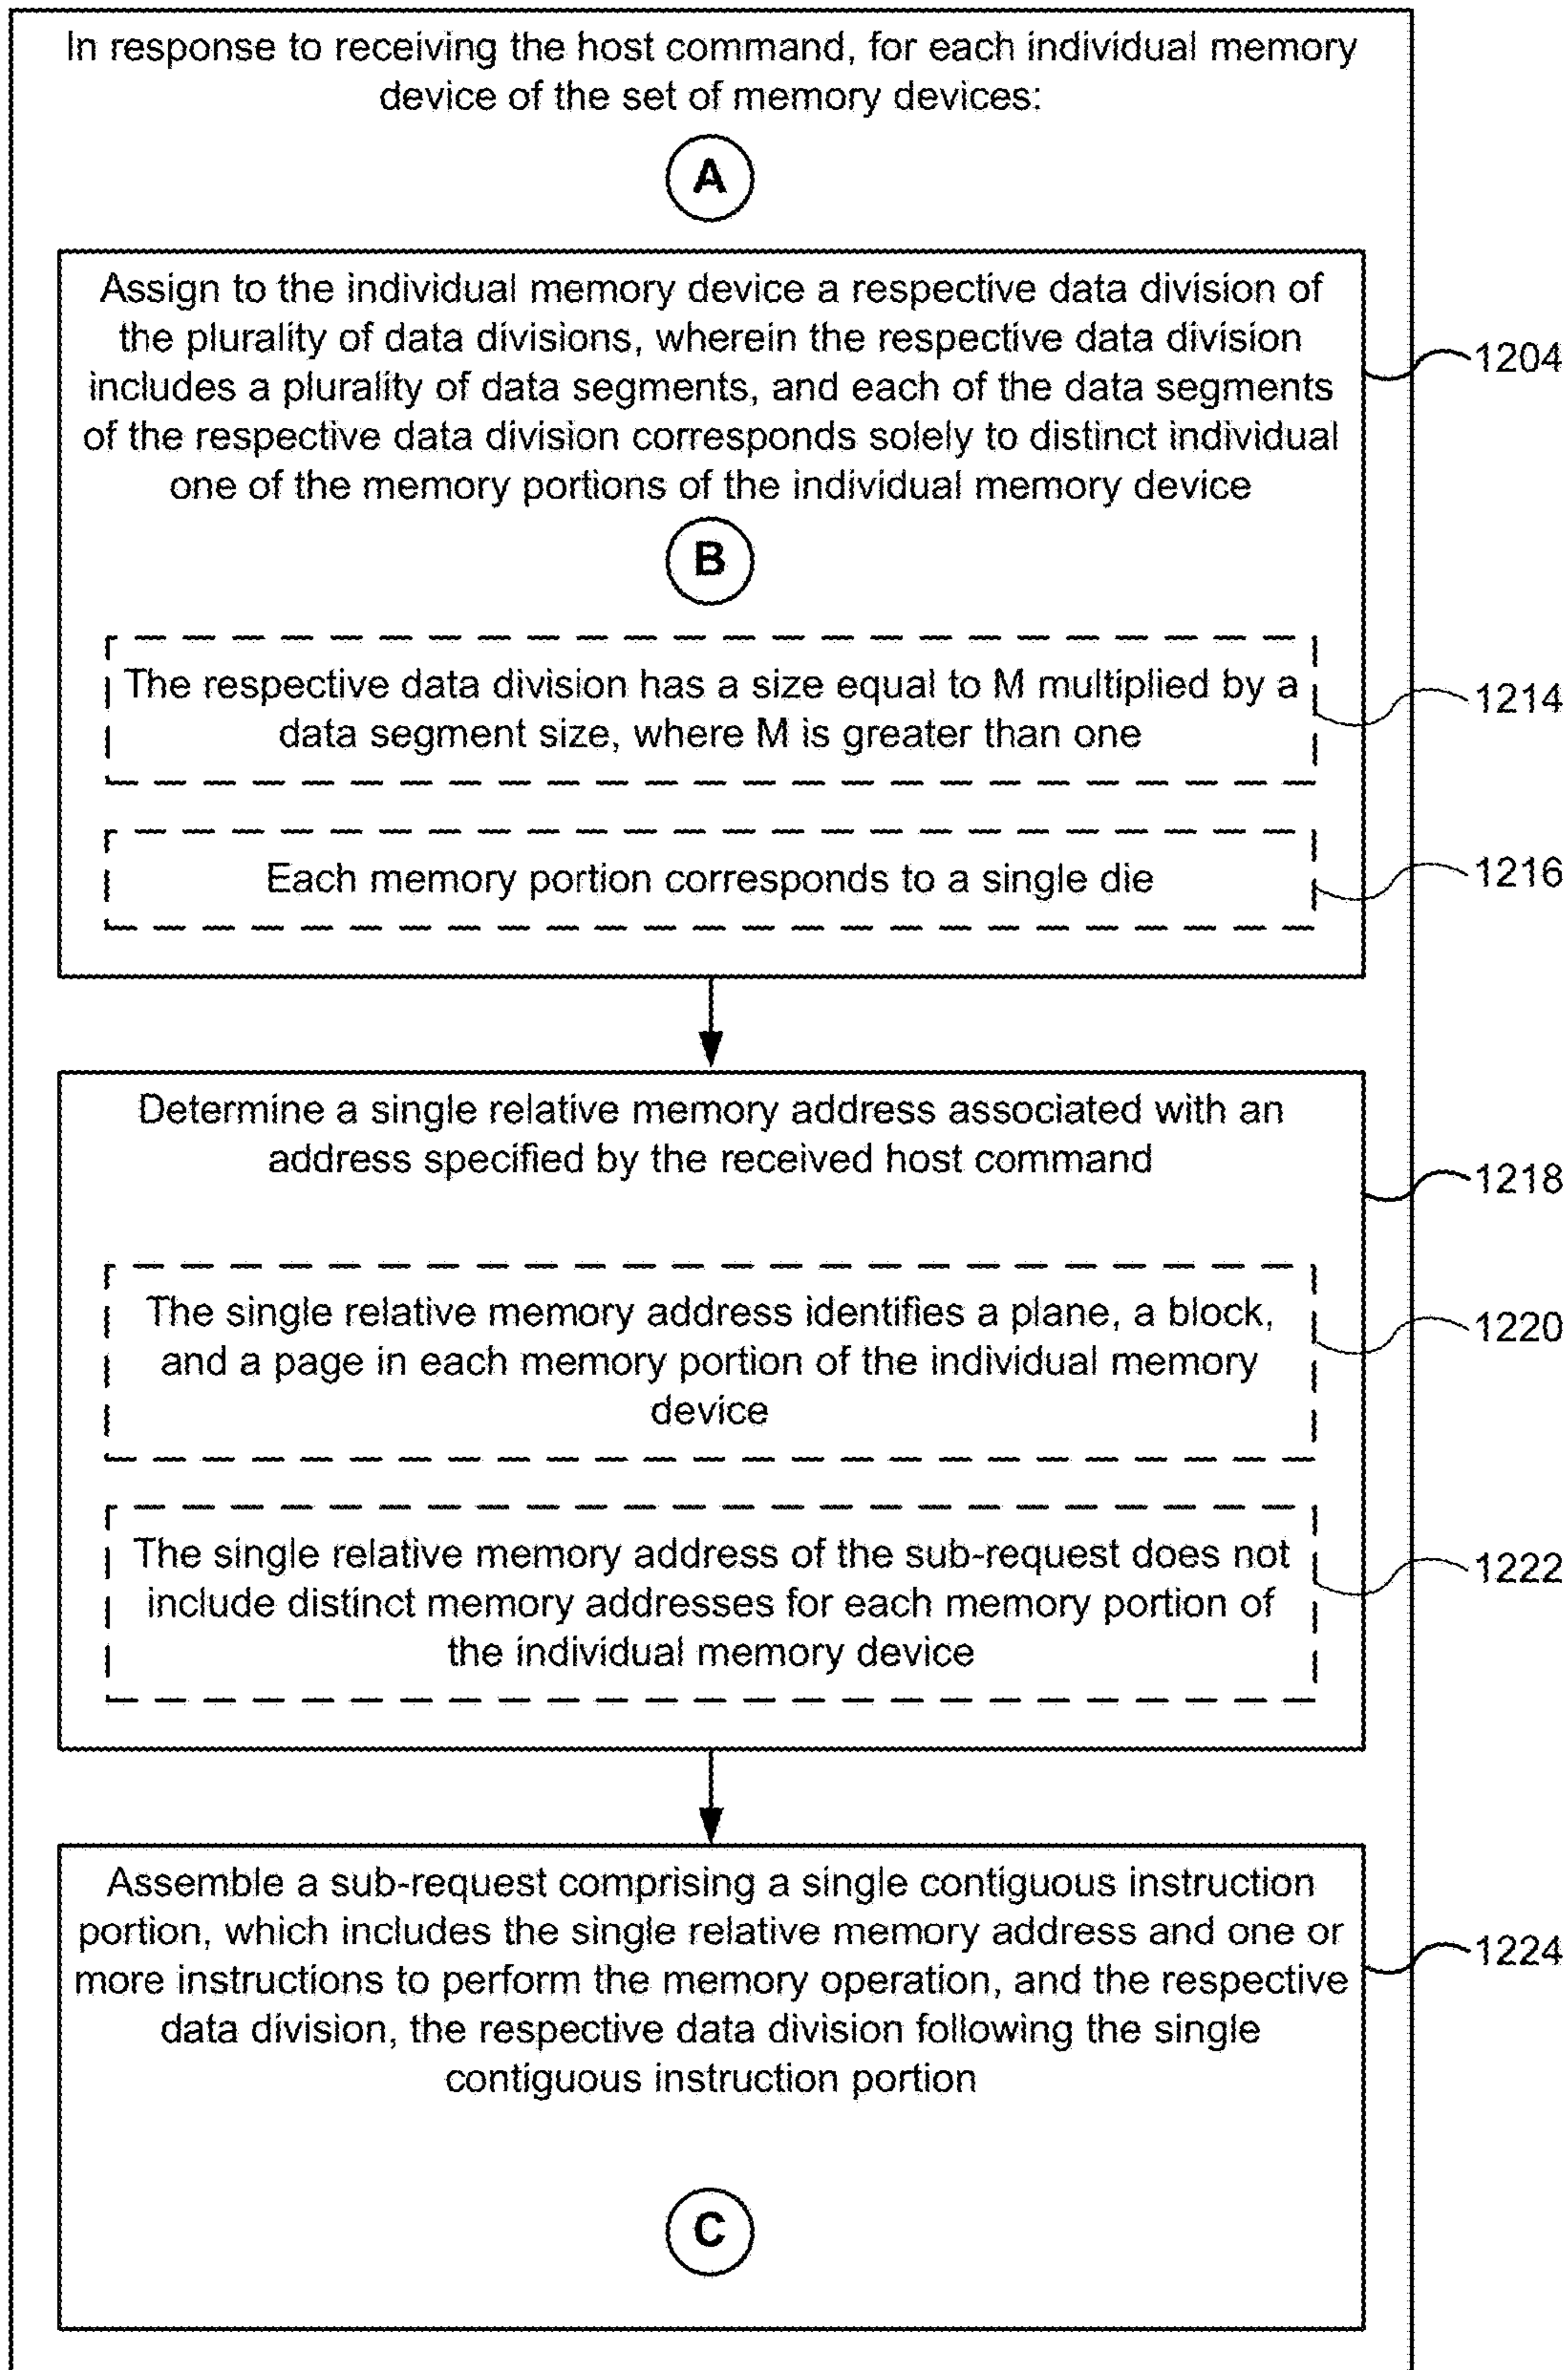 In response to receiving the host command, for each individual memory
device of the set of memory devices:
A
Assign to the individual memory device a respective data division of
the plurality of data divisions, wherein the respective data division
includes a plurality of data segments, and each of the data segments
of the respective data division corresponds solely to distinct individual
one of the memory portions of the individual memory device
1204
B
The respective data division has a size equal to M multiplied by a
data segment size, where M is greater than one
1214
Each memory portion corresponds to a single die
1216
Determine a single relative memory address associated with an
address specified by the received host command
1218
The single relative memory address identifies a plane, a block,
and a page in each memory portion of the individual memory
device
1220
The single relative memory address of the sub-request does not
include distinct memory addresses for each memory portion of
the individual memory device
1222
Assemble a sub-request comprising a single contiguous instruction
portion, which includes the single relative memory address and one or
more instructions to perform the memory operation, and the respective
data division, the respective data division following the single
contiguous instruction portion
1224
C